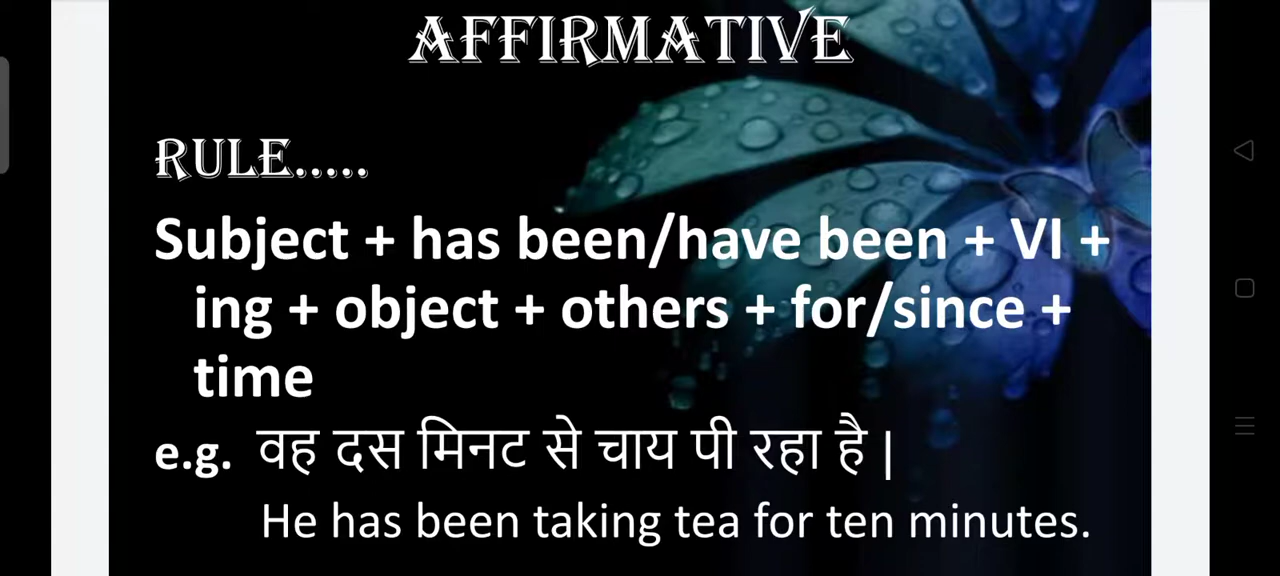 AFFIRMATIVE
RULE.....
Subject + has been/have been + VI +
ing + object + others + for/since +
time
e.g. वह दस मिनट से चाय पी रहा है |
He has been taking tea for ten minutes.